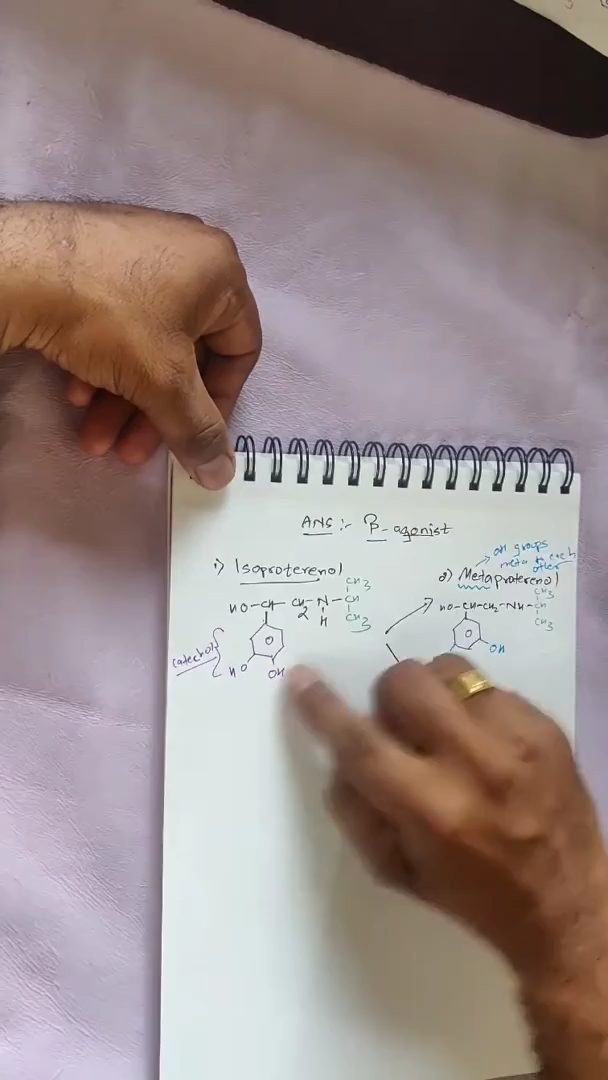 ANS :- β-agonist
1) Isoproterenol
CH3
HO-CH-CH2-N-CH
H
CH3
catechol
HO
OH
all groups
meta to each
other
2) Metaproterenol
CH3
HO-CH-CH2-NH-CH
CH3
OH